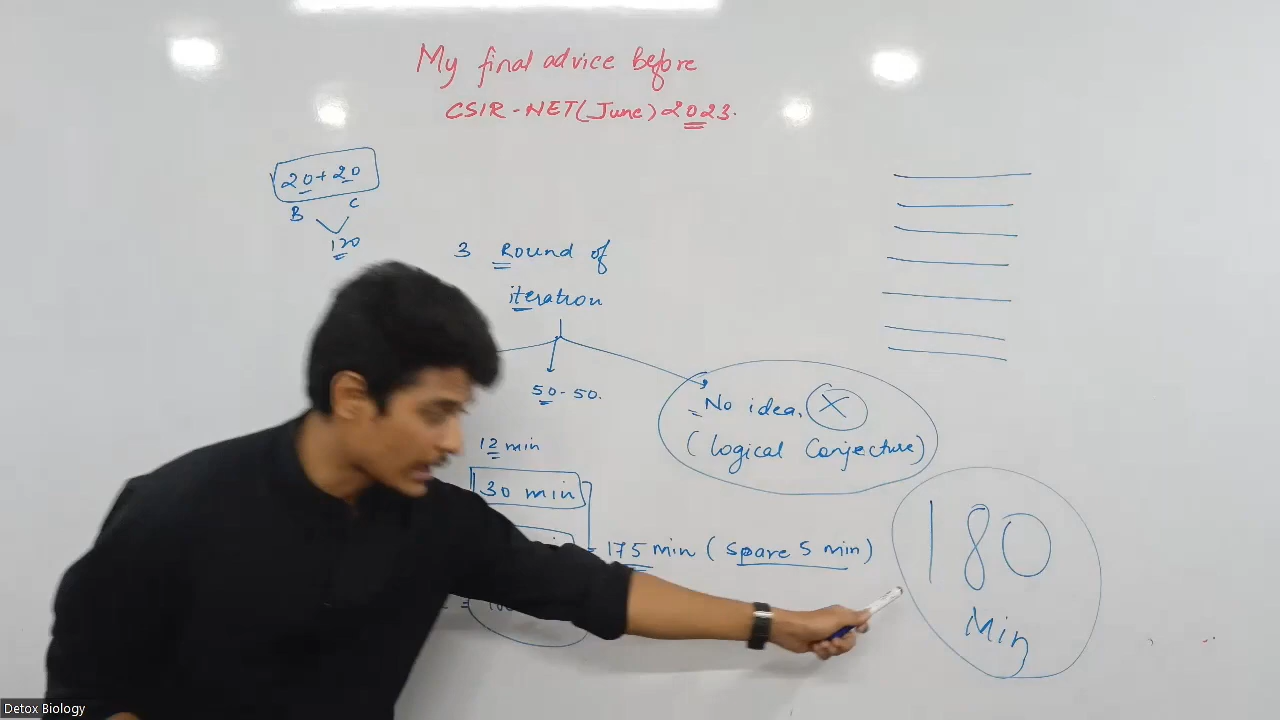 My final advice before
CSIR-NET (June) 2023.
20+20
B C
120
3 Round of
iteration
50-50.
No idea. X
(Logical Conjecture)
12 min
30 min
175 min (spare 5 min)
180
Min
Detox Biology